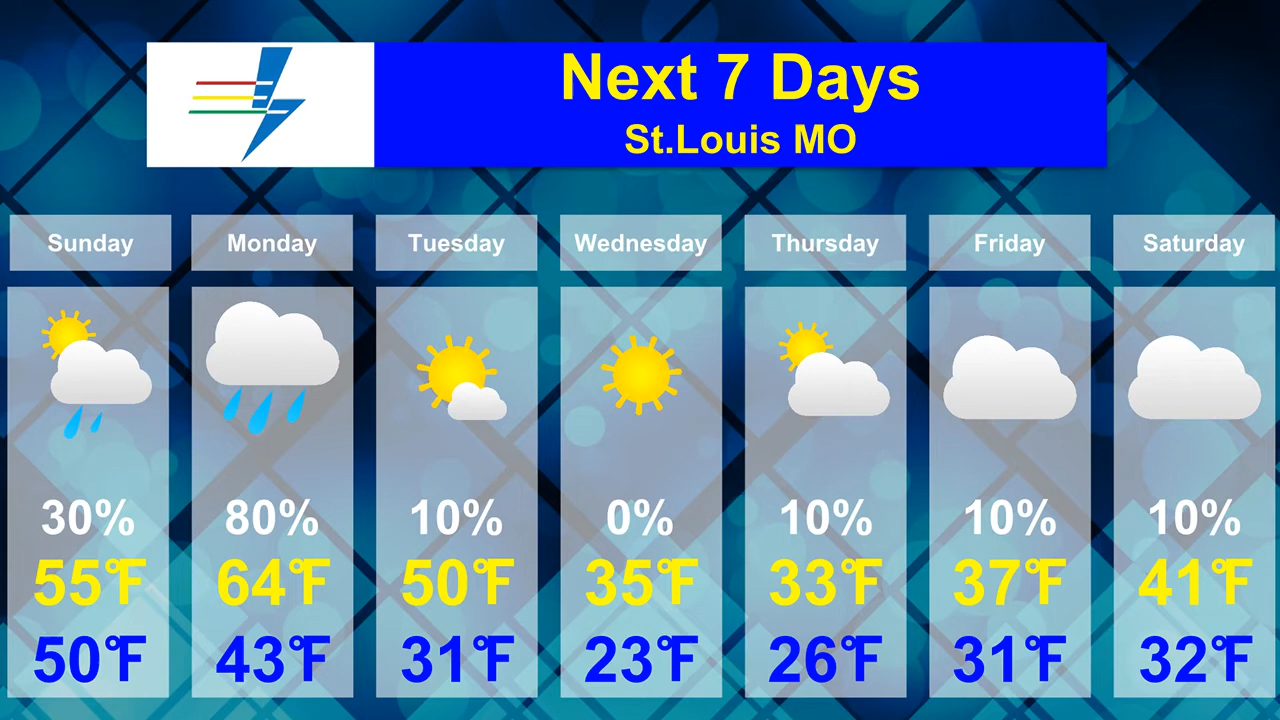 Next 7 Days
St.Louis MO
Sunday Monday Tuesday Wednesday Thursday Friday Saturday
30% 80% 10% 0% 10% 10% 10%
55°F 64°F 50°F 35°F 33°F 37°F 41°F
50°F 43°F 31°F 23°F 26°F 31°F 32°F